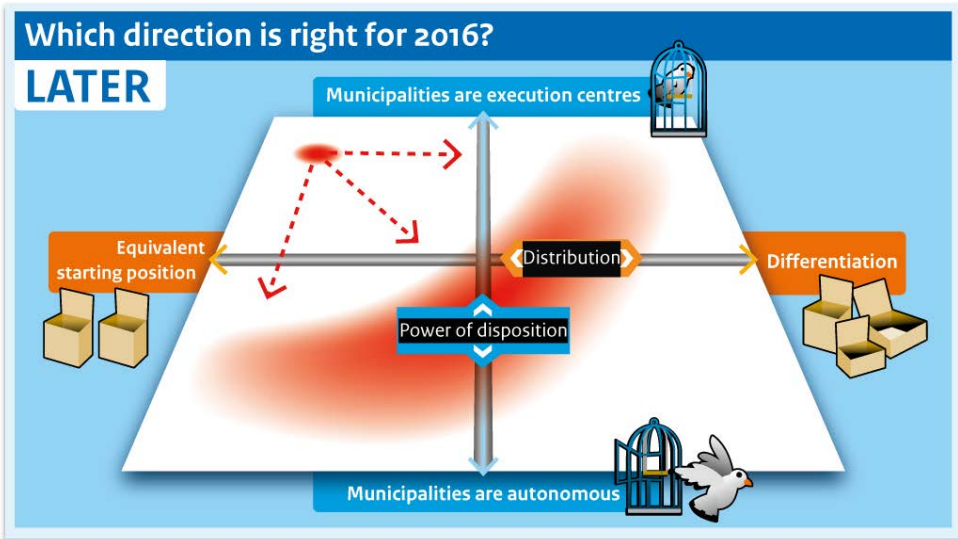 Which direction is right for 2016?
LATER
Municipalities are execution centres
Equivalent
starting position
Distribution
Differentiation
Power of disposition
Municipalities are autonomous